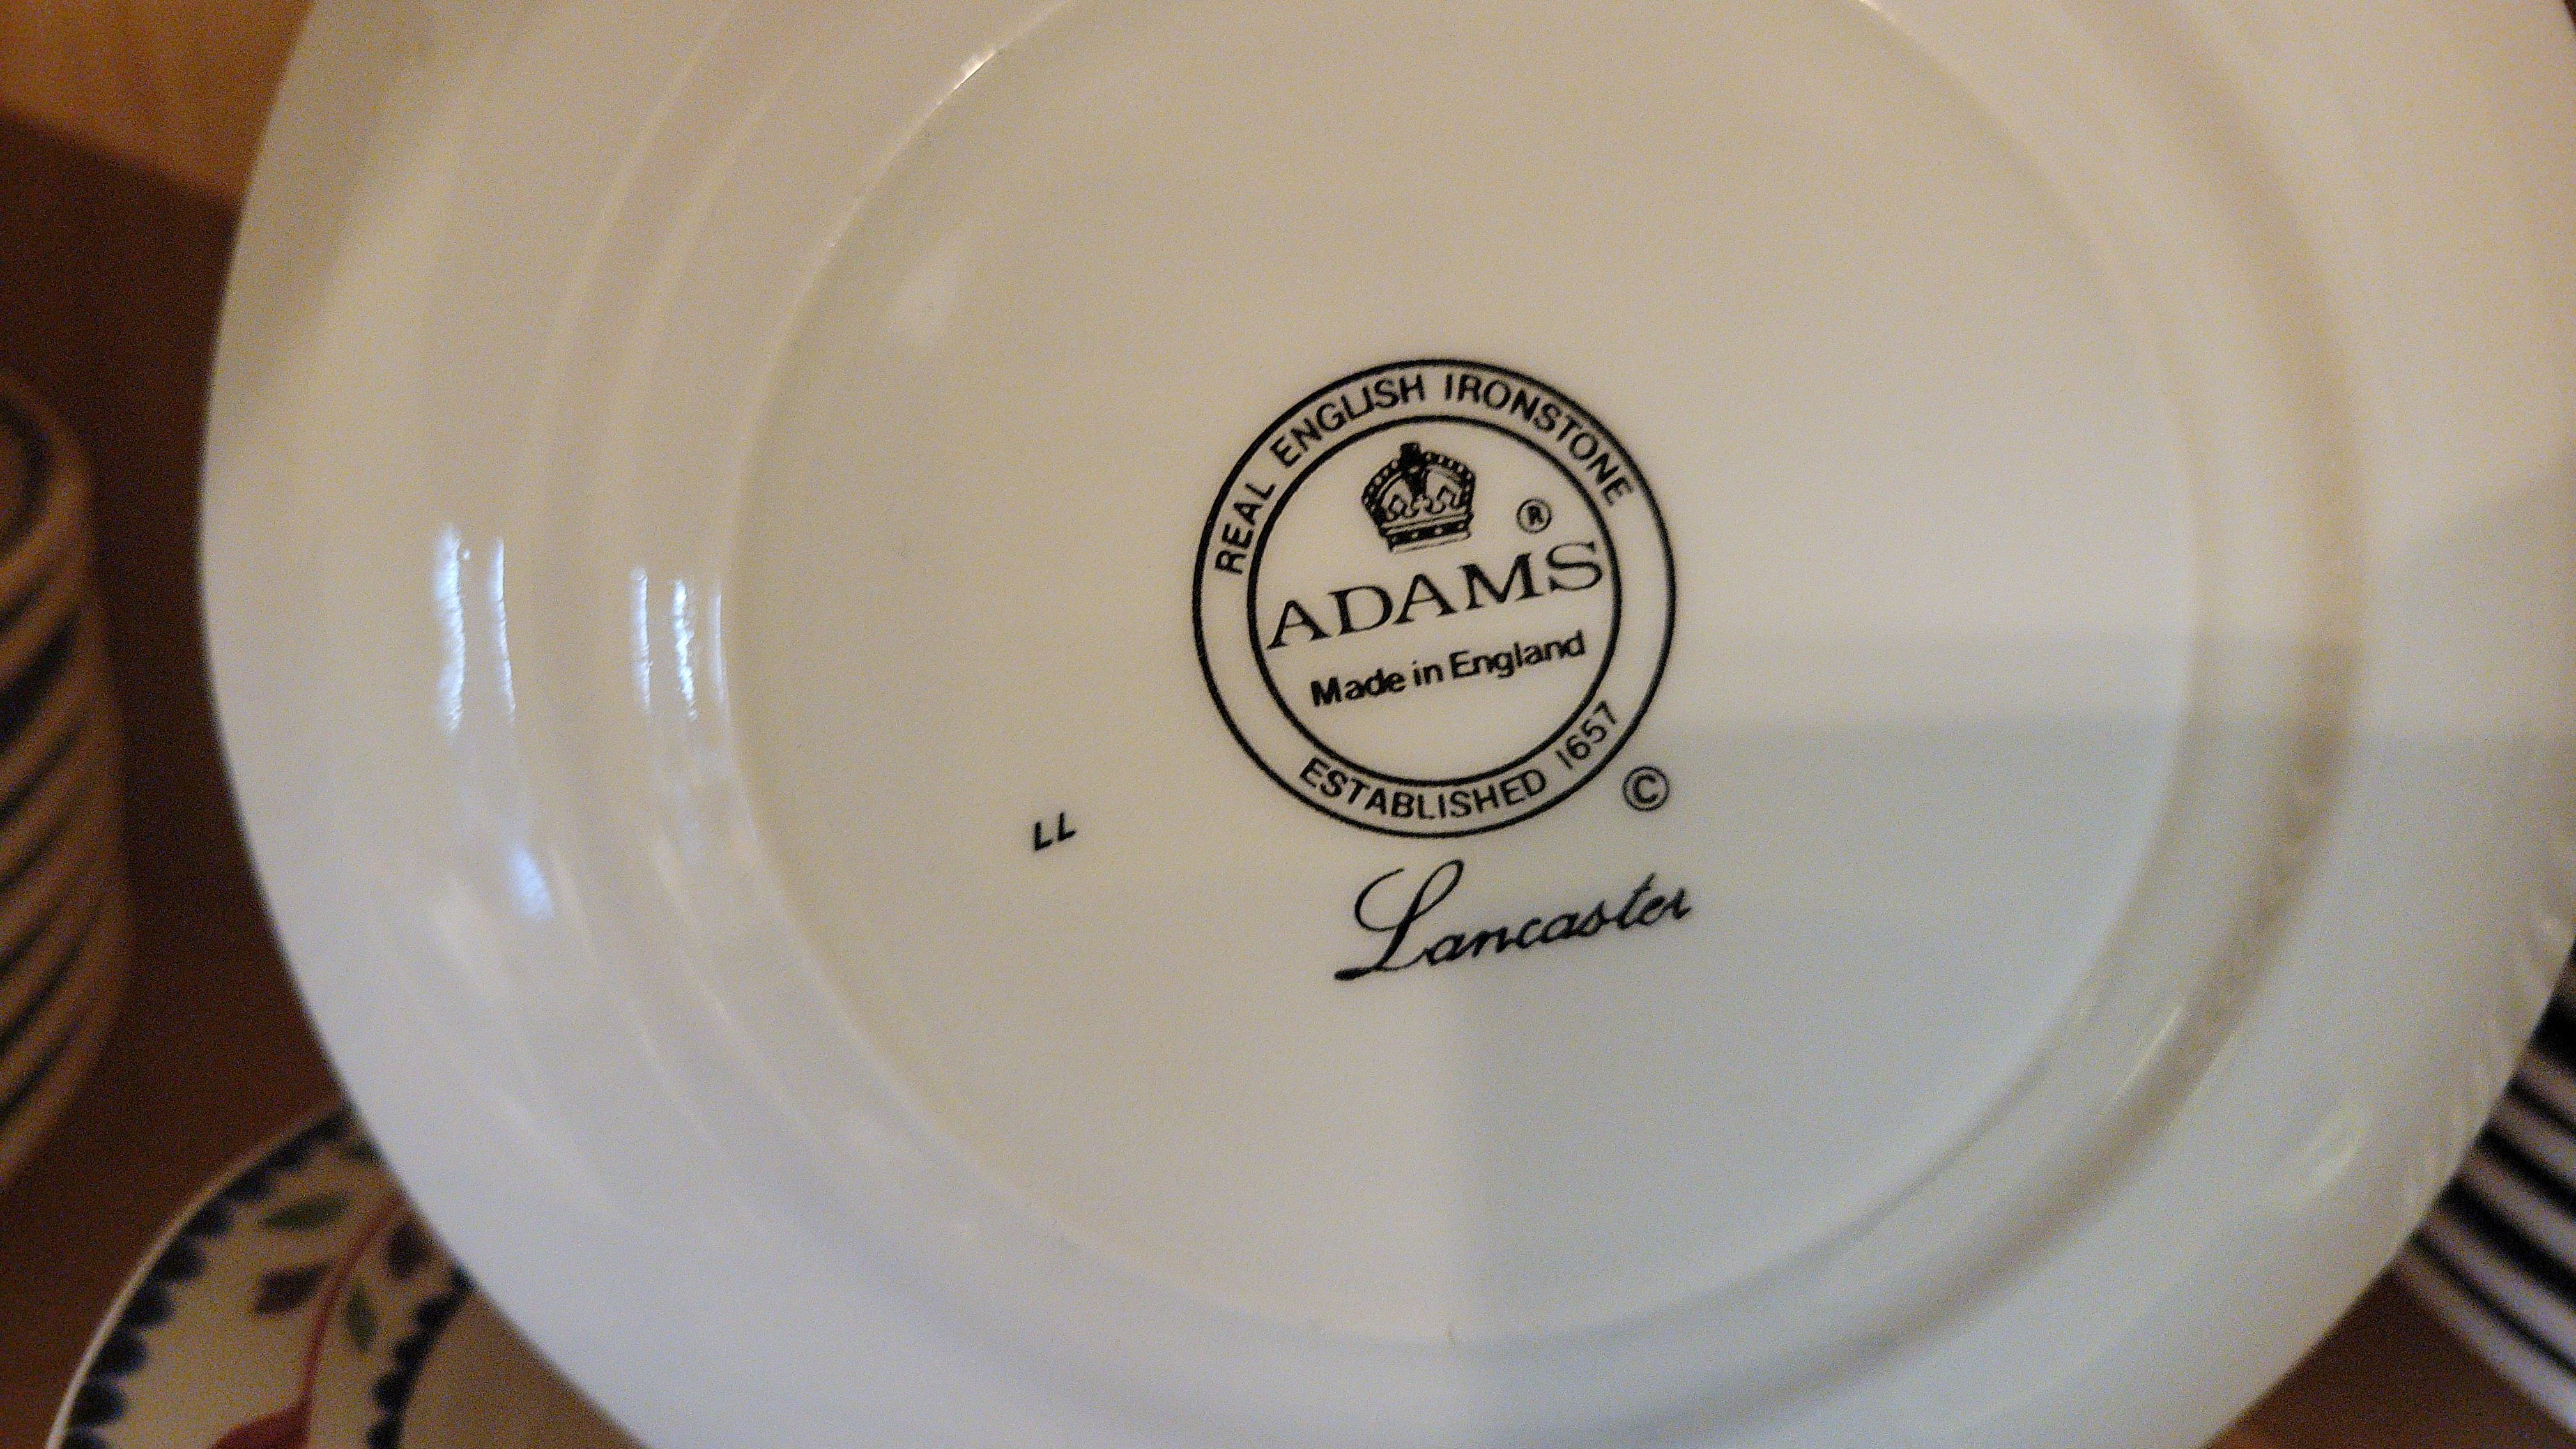 REAL ENGLISH IRONSTONE
®
ADAMS
Made in England
ESTABLISHED 1657
©
LL
Lancaster